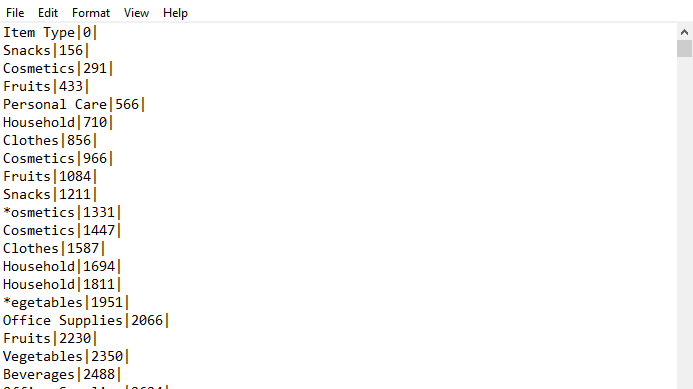 File Edit Format View Help
Item Type|0|
Snacks|156|
Cosmetics|291|
Fruits|433|
Personal Care|566|
Household|710|
Clothes|856|
Cosmetics|966|
Fruits|1084|
Snacks|1211|
*osmetics|1331|
Cosmetics|1447|
Clothes|1587|
Household|1694|
Household|1811|
*egetables|1951|
Office Supplies|2066|
Fruits|2230|
Vegetables|2350|
Beverages|2488|